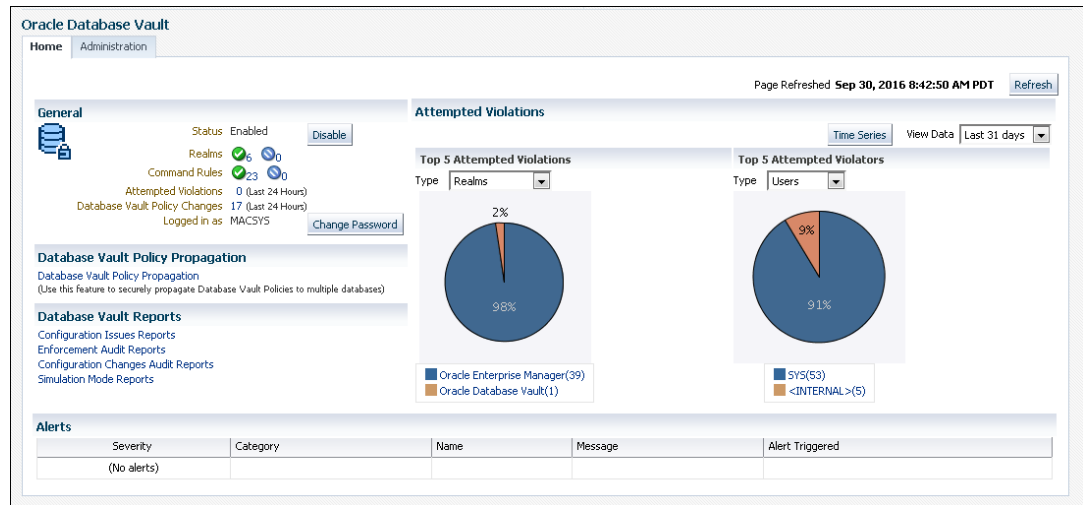 Oracle Database Vault
Home Administration
Page Refreshed Sep 30, 2016 8:42:50 AM PDT Refresh
General
Status Enabled Disable
Realms 6 0
Command Rules 23 0
Attempted Violations 0 (Last 24 Hours)
Database Vault Policy Changes 17 (Last 24 Hours)
Logged in as MACSYS Change Password
Database Vault Policy Propagation
Database Vault Policy Propagation
(Use this feature to securely propagate Database Vault Policies to multiple databases)
Database Vault Reports
Configuration Issues Reports
Enforcement Audit Reports
Configuration Changes Audit Reports
Simulation Mode Reports
Attempted Violations
Time Series View Data Last 31 days
Top 5 Attempted Violations
Type Realms
2%
98%
Oracle Enterprise Manager(39)
Oracle Database Vault(1)
Top 5 Attempted Violators
Type Users
9%
91%
SYS(53)
<INTERNAL>(5)
Alerts
Severity Category Name Message Alert Triggered
(No alerts)